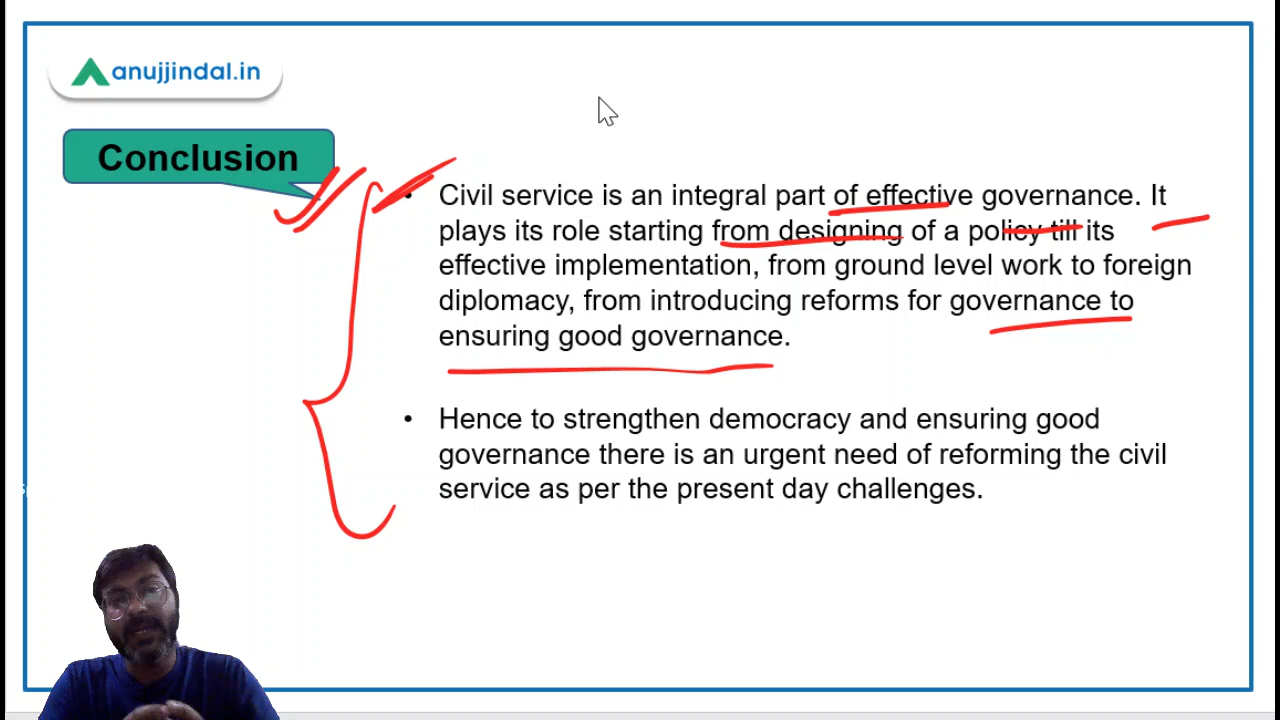 anujjindal.in
Conclusion
• Civil service is an integral part of effective governance. It
plays its role starting from designing of a policy till its
effective implementation, from ground level work to foreign
diplomacy, from introducing reforms for governance to
ensuring good governance.
• Hence to strengthen democracy and ensuring good
governance there is an urgent need of reforming the civil
service as per the present day challenges.